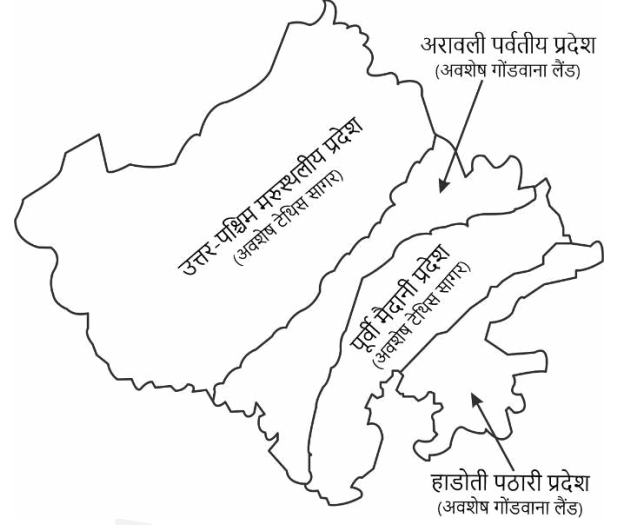 अरावली पर्वतीय प्रदेश
(अवशेष गोंडवाना लैंड)
उत्तर-पश्चिम मरुस्थलीय प्रदेश
(अवशेष टेथिस सागर)
पूर्वी मैदानी प्रदेश
(अवशेष टेथिस सागर)
हाडोती पठारी प्रदेश
(अवशेष गोंडवाना लैंड)